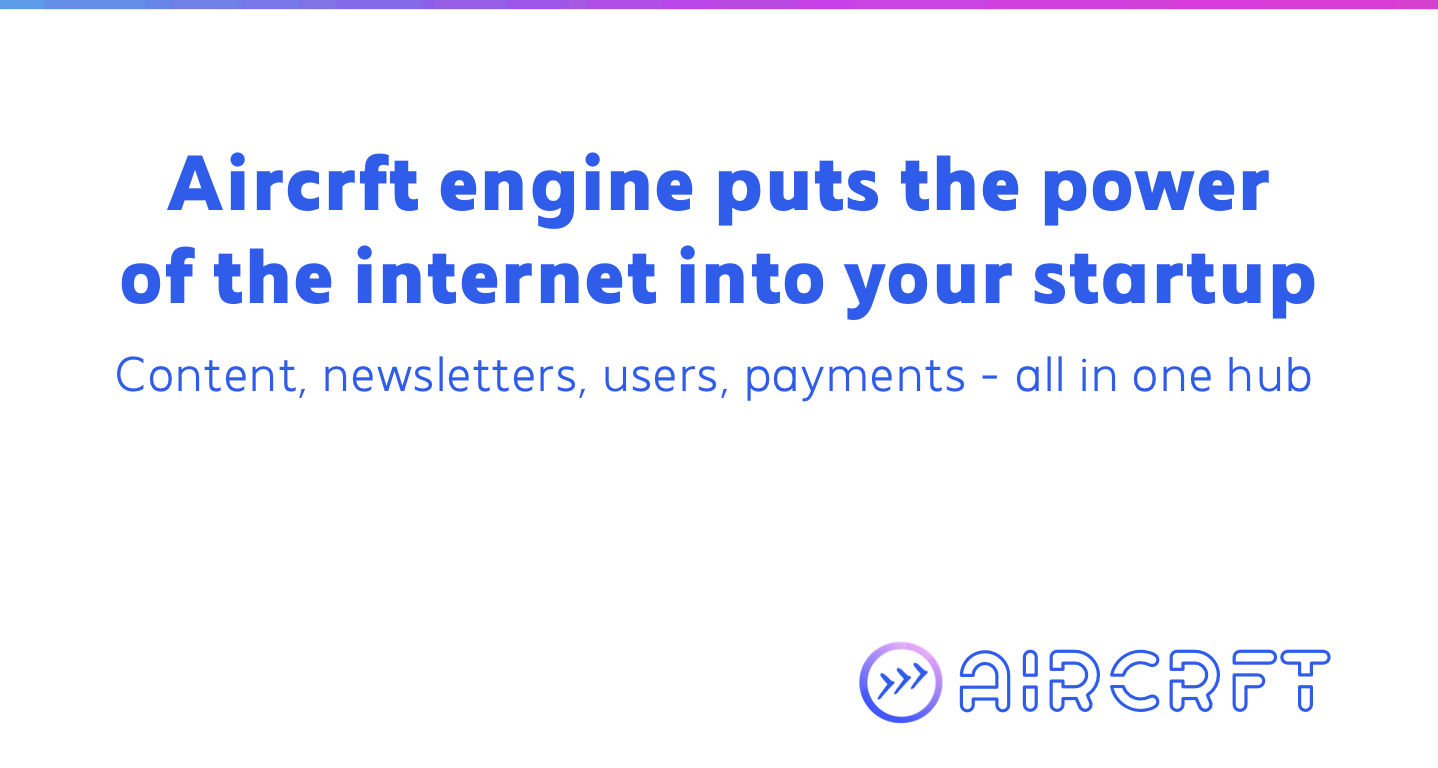 Aircrft engine puts the power
of the internet into your startup
Content, newsletters, users, payments - all in one hub
AIRCRFT